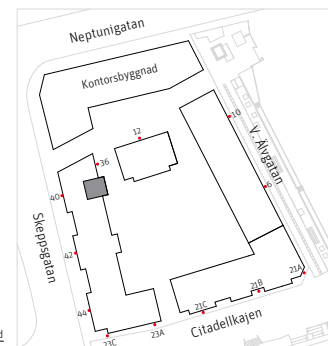 Neptunigatan
Kontorsbyggnad
12
10
V. Älvgatan
36
6
40
Skeppsgatan
42
21A
21B
21C
44
Citadellkajen
23A
23C
d